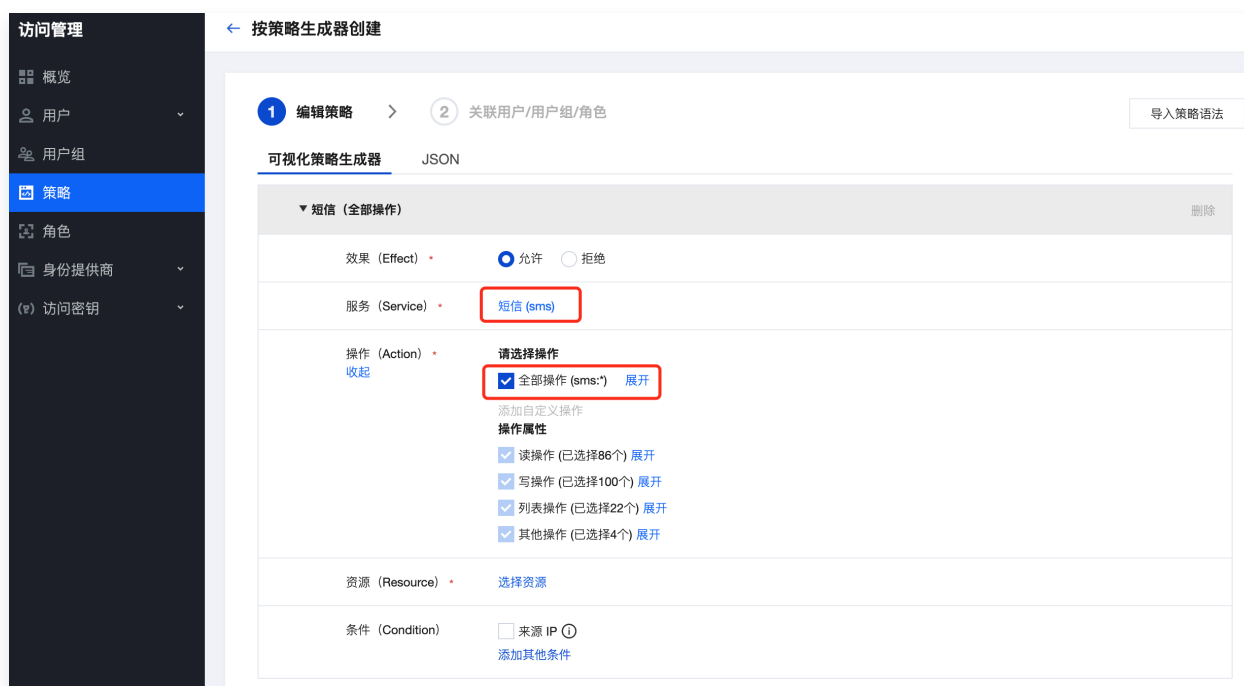 访问管理
← 按策略生成器创建
概览
用户
用户组
策略
角色
身份提供商
访问密钥
1 编辑策略 > 2 关联用户/用户组/角色
导入策略语法
可视化策略生成器 JSON
短信（全部操作） 删除
效果（Effect） * 允许 拒绝
服务（Service） * 短信 (sms)
操作（Action） * 请选择操作
收起 全部操作 (sms:*) 展开
添加自定义操作
操作属性
读操作 (已选择86个) 展开
写操作 (已选择100个) 展开
列表操作 (已选择22个) 展开
其他操作 (已选择4个) 展开
资源（Resource） * 选择资源
条件（Condition） 来源 IP
添加其他条件